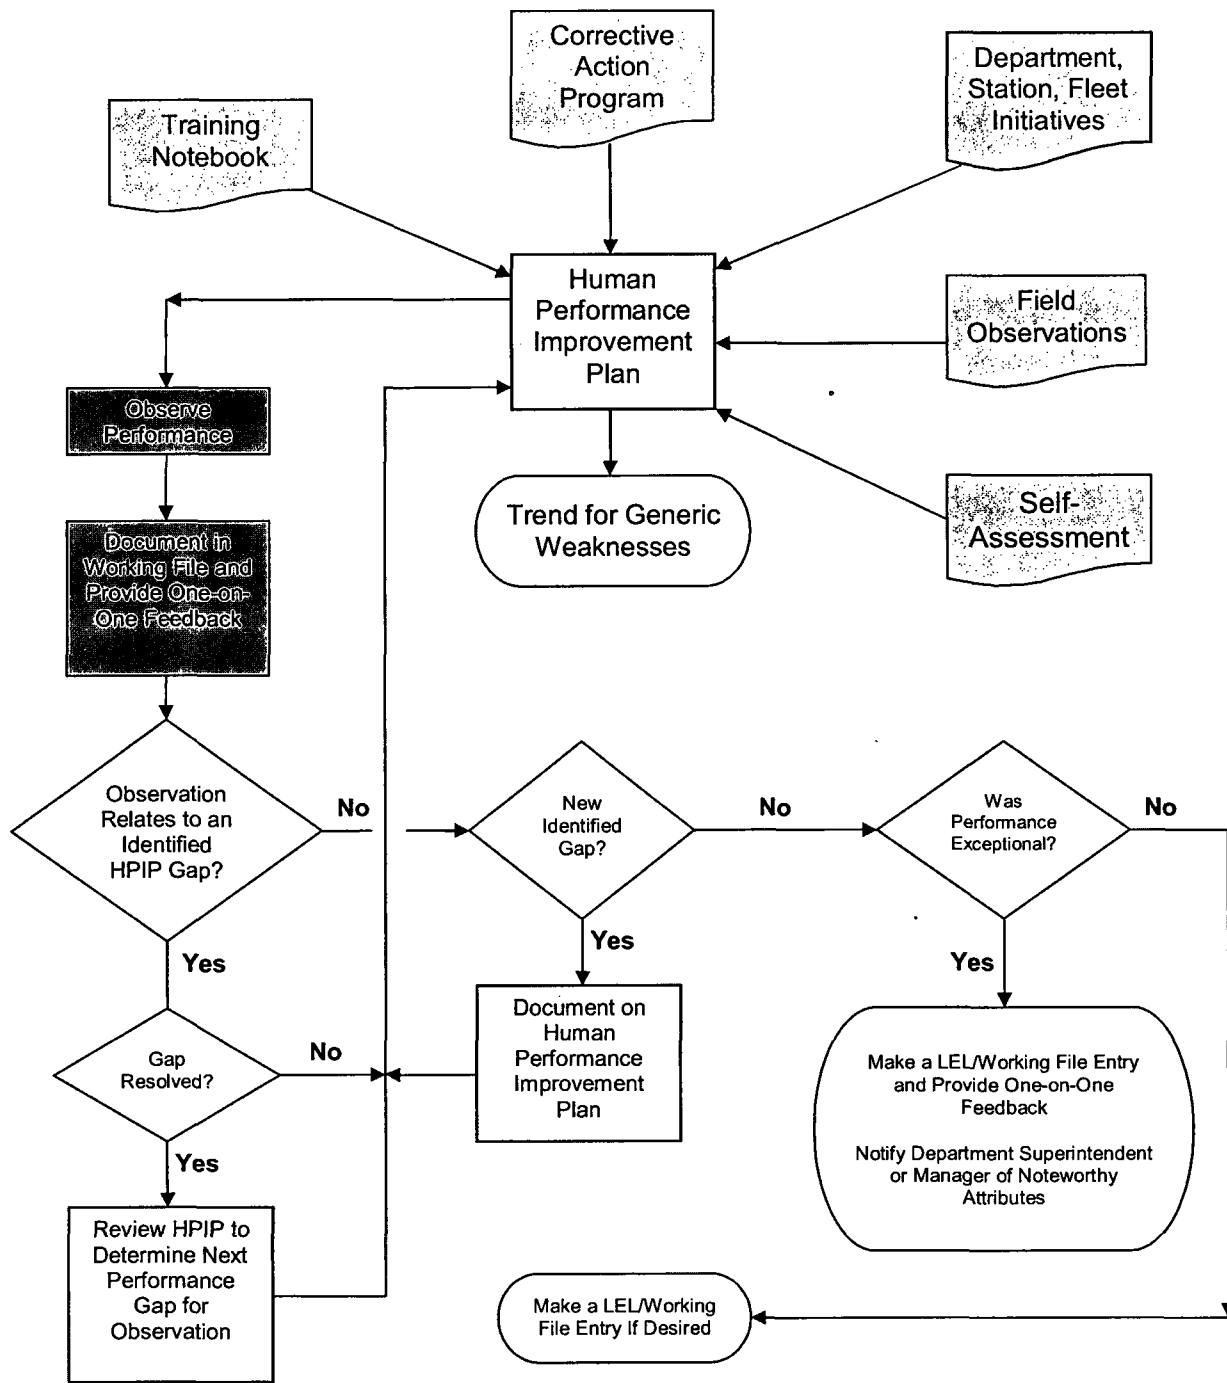 Corrective
Action
Program
Department,
Station, Fleet
Initiatives
Training
Notebook
Human
Performance
Improvement
Plan
Field
Observations
Observe
Performance
Trend for Generic
Weaknesses
Self-
Assessment
Document in
Working File and
Provide One-on-
One Feedback
Observation
Relates to an
Identified
HPIP Gap?
No
New
Identified
Gap?
No
Was
Performance
Exceptional?
No
Yes
Yes
Yes
Gap
Resolved?
No
Document on
Human
Performance
Improvement
Plan
Make a LEL/Working File Entry
and Provide One-on-One
Feedback
Notify Department Superintendent
or Manager of Noteworthy
Attributes
Yes
Review HPIP to
Determine Next
Performance
Gap for
Observation
Make a LEL/Working
File Entry If Desired